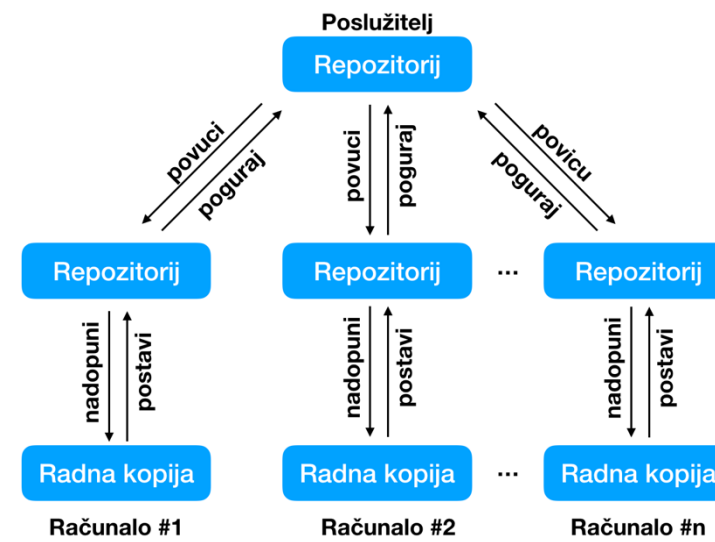 Poslužitelj
Repozitorij
povuci
poguraj
povuci
poguraj
povicu
poguraj
Repozitorij
Repozitorij
...
Repozitorij
nadopuni
postavi
nadopuni
postavi
nadopuni
postavi
Radna kopija
Radna kopija
...
Radna kopija
Računalo #1
Računalo #2
Računalo #n